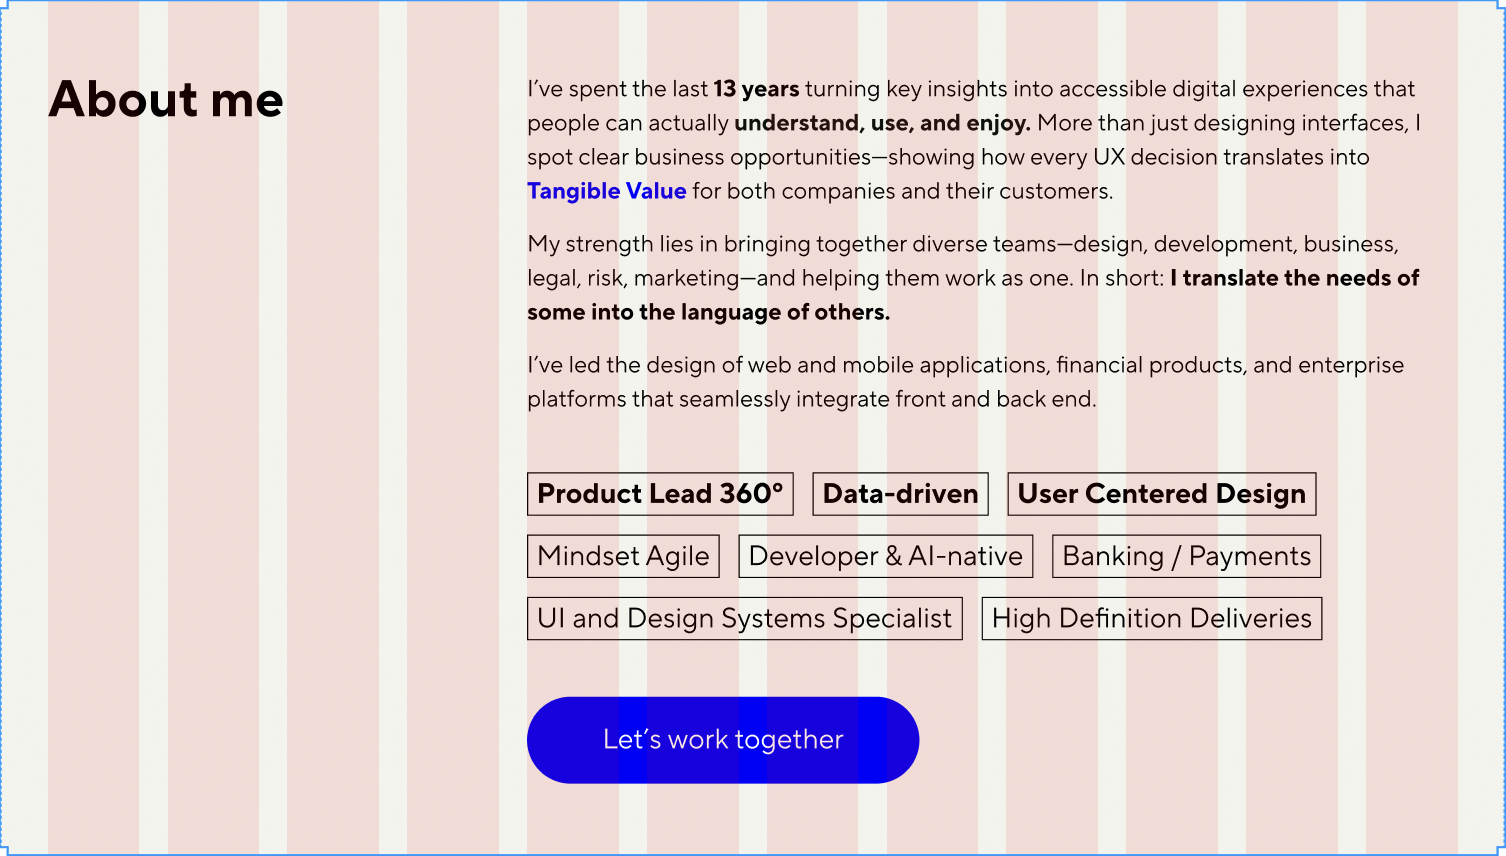 About me
I’ve spent the last 13 years turning key insights into accessible digital experiences that
people can actually understand, use, and enjoy. More than just designing interfaces, I
spot clear business opportunities—showing how every UX decision translates into
Tangible Value for both companies and their customers.
My strength lies in bringing together diverse teams—design, development, business,
legal, risk, marketing—and helping them work as one. In short: I translate the needs of
some into the language of others.
I’ve led the design of web and mobile applications, financial products, and enterprise
platforms that seamlessly integrate front and back end.
Product Lead 360° Data-driven User Centered Design
Mindset Agile Developer & AI-native Banking / Payments
UI and Design Systems Specialist High Definition Deliveries
Let’s work together